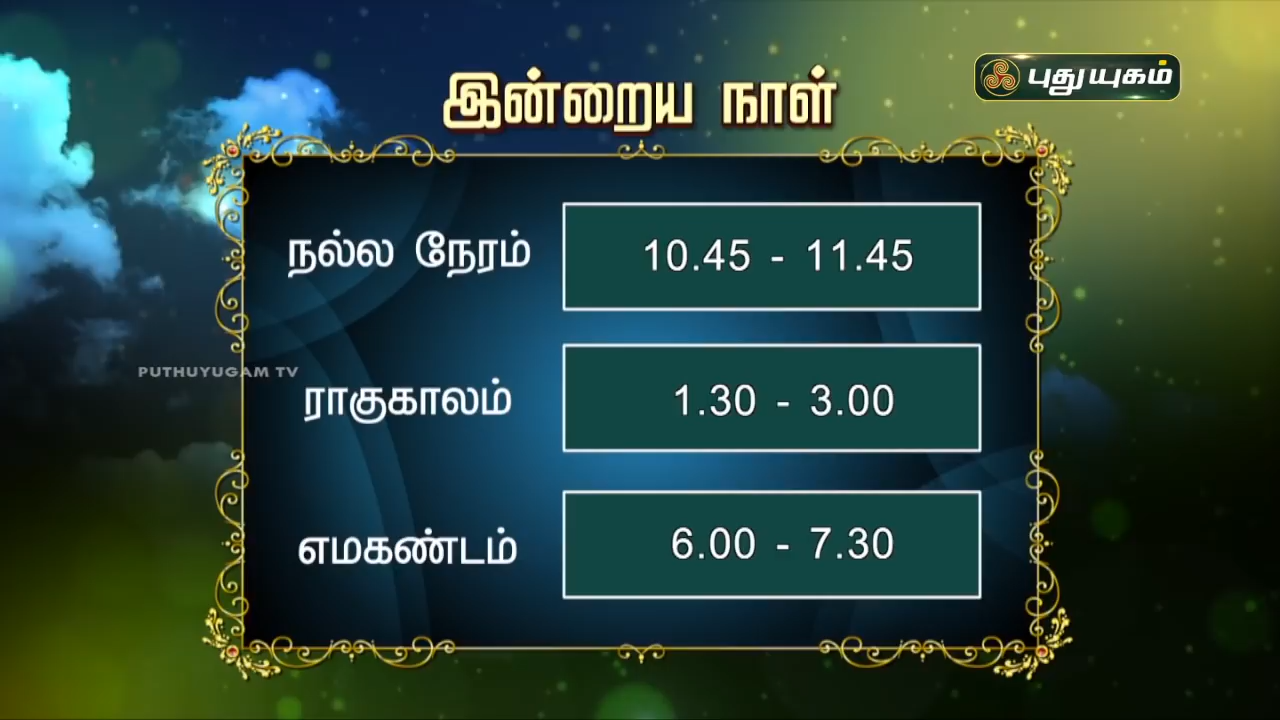 இன்றைய நாள்
புதுயுகம்
நல்ல நேரம் 10.45 - 11.45
PUTHUYUGAM TV
ராகுகாலம் 1.30 - 3.00
எமகண்டம் 6.00 - 7.30